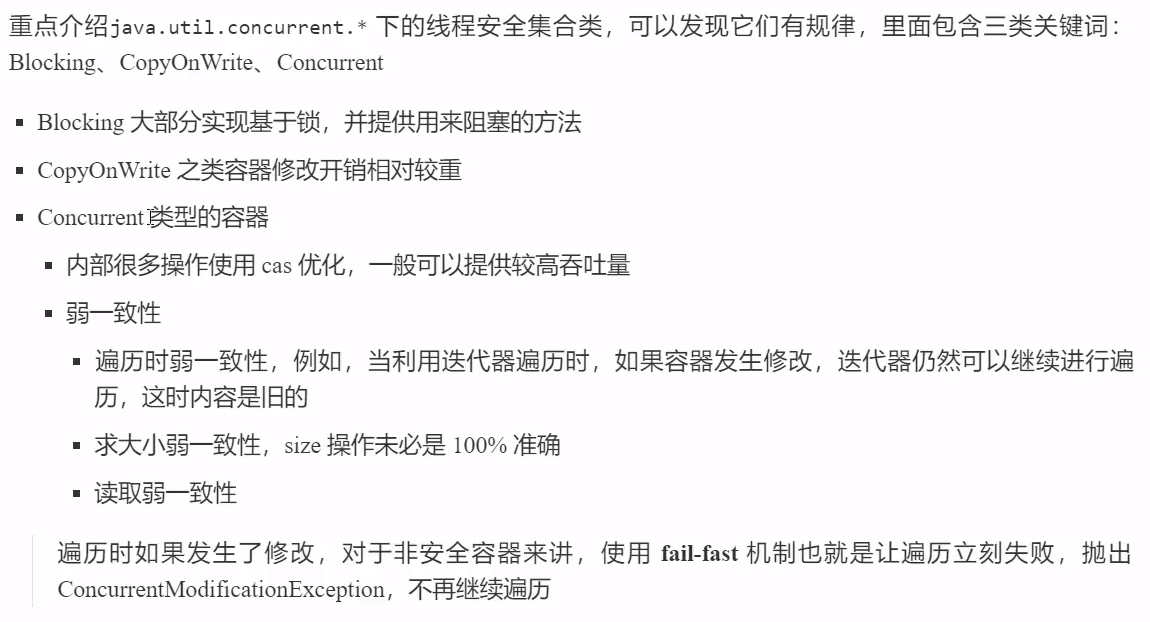 重点介绍java.util.concurrent.* 下的线程安全集合类，可以发现它们有规律，里面包含三类关键词：
Blocking、CopyOnWrite、Concurrent
Blocking 大部分实现基于锁，并提供用来阻塞的方法
CopyOnWrite 之类容器修改开销相对较重
Concurrent 类型的容器
内部很多操作使用 cas 优化，一般可以提供较高吞吐量
弱一致性
遍历时弱一致性，例如，当利用迭代器遍历时，如果容器发生修改，迭代器仍然可以继续进行遍
历，这时内容是旧的
求大小弱一致性，size 操作未必是 100% 准确
读取弱一致性
遍历时如果发生了修改，对于非安全容器来讲，使用 fail-fast 机制也就是让遍历立刻失败，抛出
ConcurrentModificationException，不再继续遍历